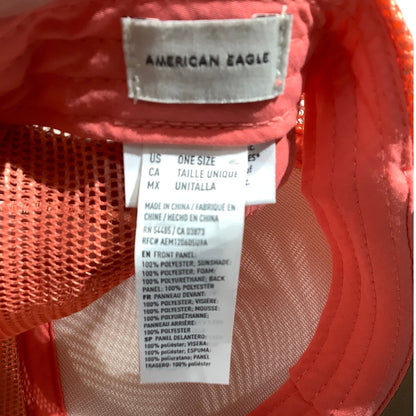 AMERICAN EAGLE
US ONE SIZE
CA TAILLE UNIQUE
MX UNITALLA
MADE IN CHINA / FABRIQUÉ EN
CHINE / HECHO EN CHINA
RN 54485 / CA 03873
EN FRONT PANEL:
100% POLYESTER; SUNSHADE:
100% POLYESTER; FOAM:
100% POLYURETHANE; BACK
PANEL: 100% POLYESTER
FR PANNEAU DEVANT:
100% POLYESTER; VISIÈRE:
100% POLYESTER; MOUSSE:
100% POLYURÉTHANNE;
PANNEAU ARRIÈRE:
100% POLYESTER
SP PANEL DELANTERO:
100% poliéster; VISERA:
100% poliéster; ESPUMA:
100% poliuretano; PANEL
TRASERO: 100% poliéster